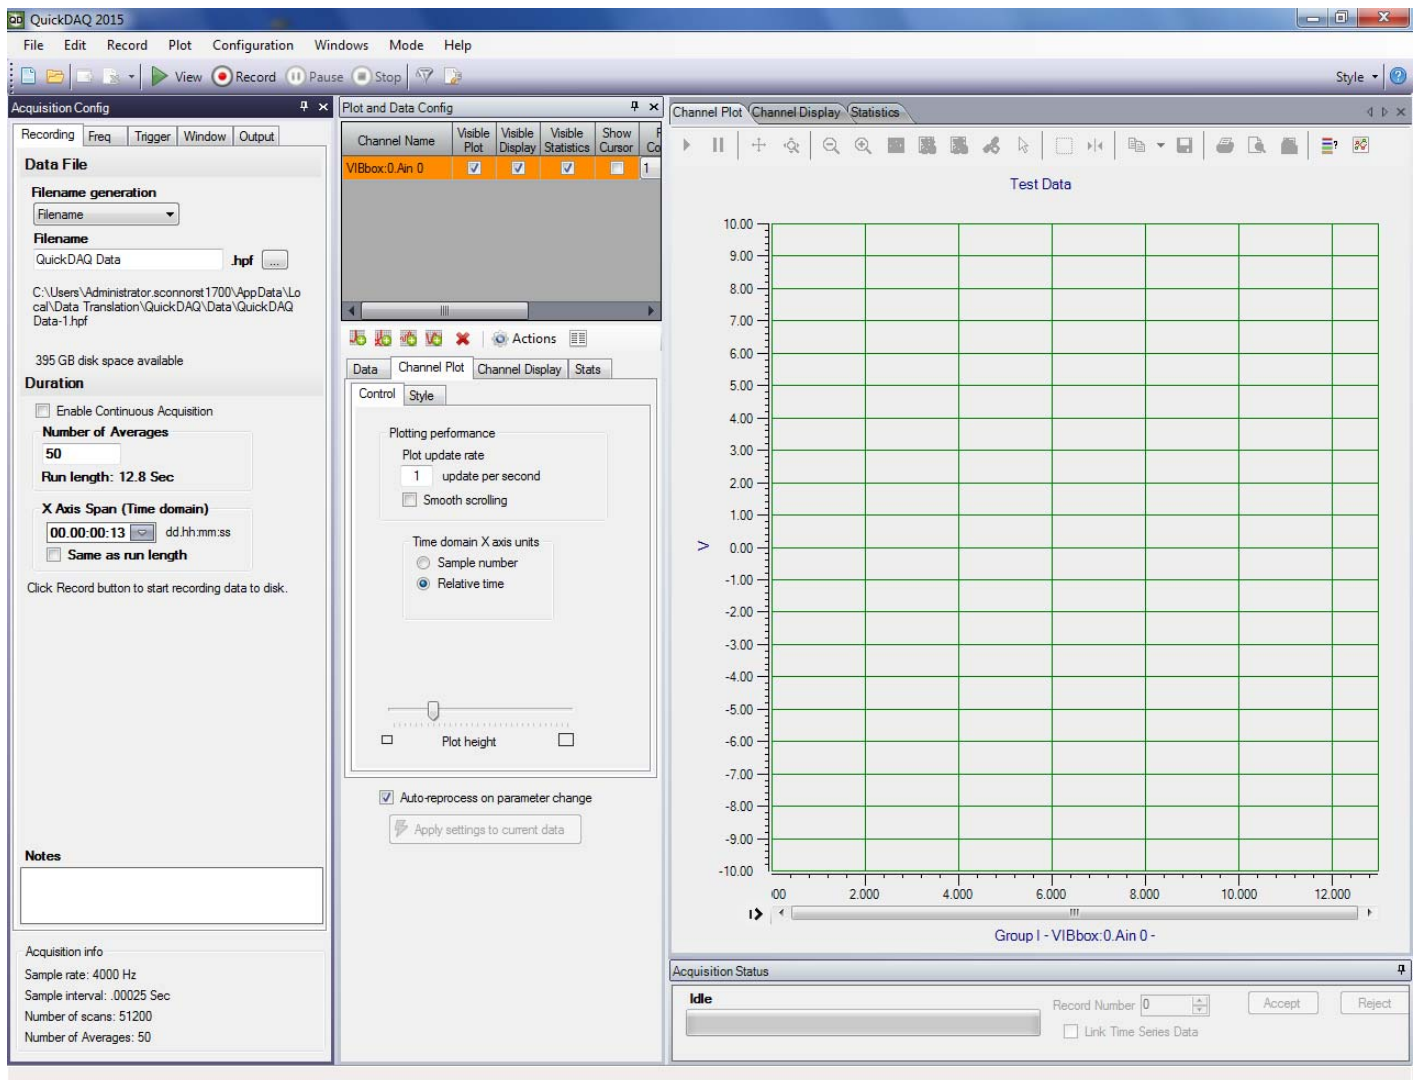 QD QuickDAQ 2015
File Edit Record Plot Configuration Windows Mode Help
View Record Pause Stop Style
Acquisition Config
Recording Freq Trigger Window Output
Data File
Filename generation
Filename
Filename
QuickDAQ Data .hpf ...
C:\Users\Administrator.sconnorst1700\AppData\Lo
cal\Data Translation\QuickDAQ\Data\QuickDAQ
Data-1.hpf
395 GB disk space available
Duration
Enable Continuous Acquisition
Number of Averages
50
Run length: 12.8 Sec
X Axis Span (Time domain)
00.00:00:13 dd.hh:mm:ss
Same as run length
Click Record button to start recording data to disk.
Notes
Acquisition info
Sample rate: 4000 Hz
Sample interval: .00025 Sec
Number of scans: 51200
Number of Averages: 50
Plot and Data Config
Channel Name Visible Plot Visible Display Visible Statistics Show Cursor
VIBbox:0.Ain 0 1
Actions
Data Channel Plot Channel Display Stats
Control Style
Plotting performance
Plot update rate
1 update per second
Smooth scrolling
Time domain X axis units
Sample number
Relative time
Plot height
Auto-reprocess on parameter change
Apply settings to current data
Channel Plot Channel Display Statistics
Test Data
10.00
9.00
8.00
7.00
6.00
5.00
4.00
3.00
2.00
1.00
V
0.00
-1.00
-2.00
-3.00
-4.00
-5.00
-6.00
-7.00
-8.00
-9.00
-10.00
00 2.000 4.000 6.000 8.000 10.000 12.000
Group I - VIBbox:0.Ain 0 -
Acquisition Status
Idle
Record Number 0 Accept Reject
Link Time Series Data